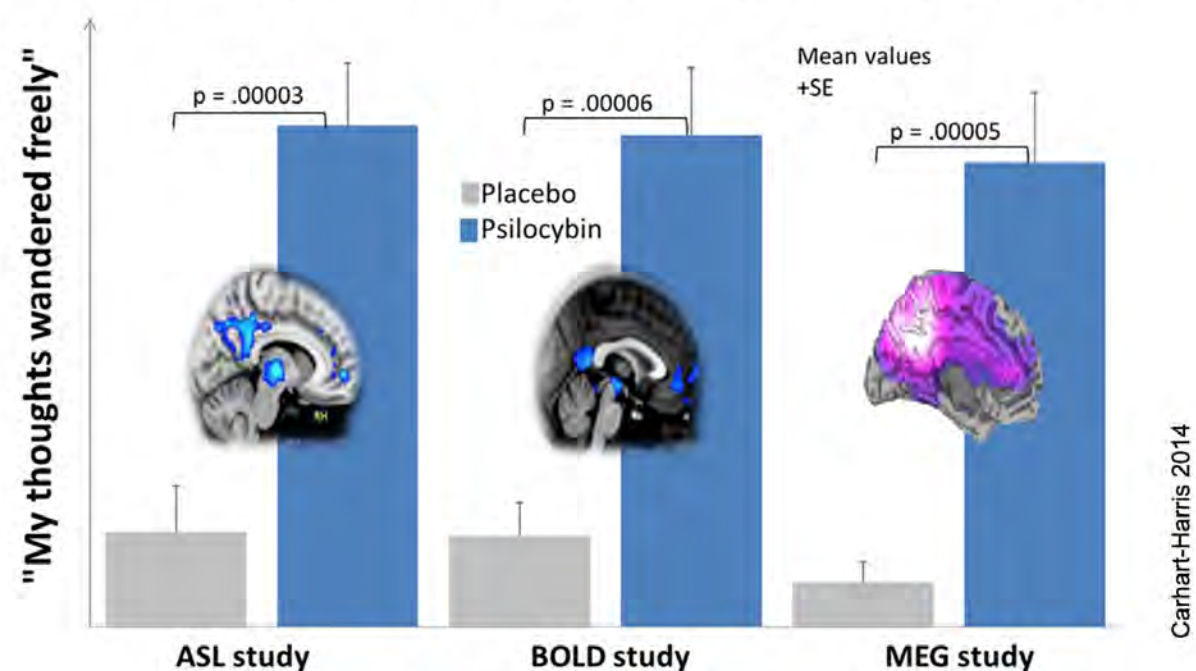 "My thoughts wandered freely"
p = .00003
p = .00006
Mean values
+SE
p = .00005
Placebo
Psilocybin
RH
ASL study
BOLD study
MEG study
Carhart-Harris 2014